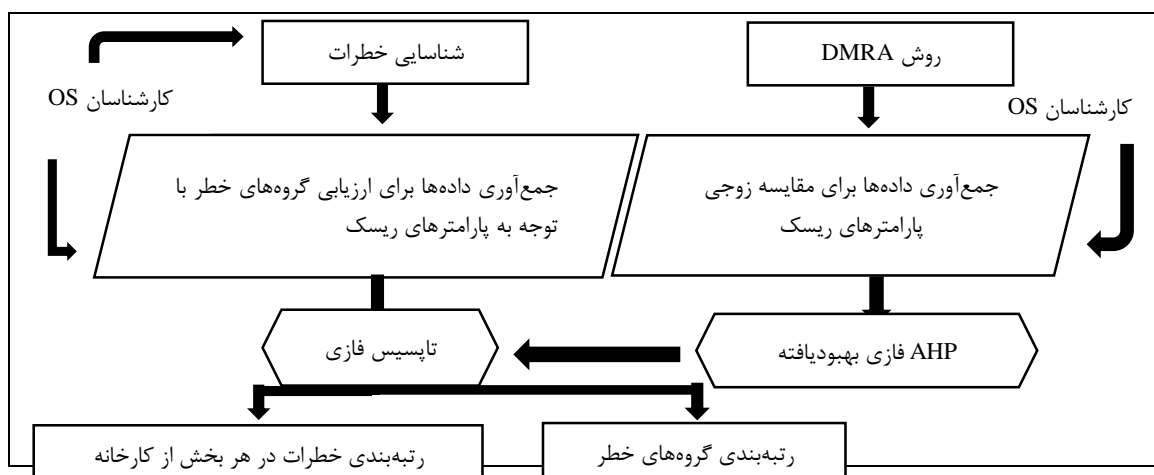 روش DMRA
شناسایی خطرات
کارشناسان OS
کارشناسان OS
جمع‌آوری داده‌ها برای مقایسه زوجی
پارامترهای ریسک
جمع‌آوری داده‌ها برای ارزیابی گروه‌های خطر با
توجه به پارامترهای ریسک
AHP فازی بهبودیافته
تاپسیس فازی
رتبه‌بندی گروه‌های خطر
رتبه‌بندی خطرات در هر بخش از کارخانه